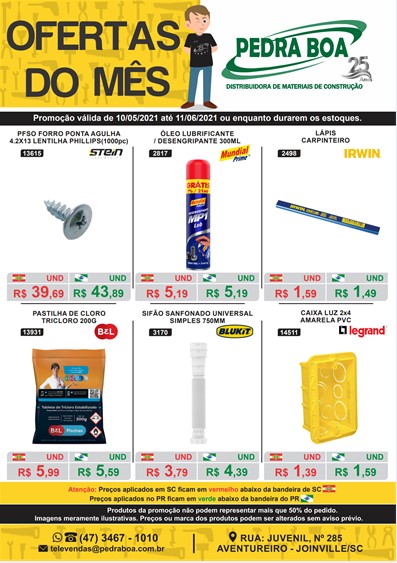 OFERTAS
DO MÊS
PEDRA BOA
25
DISTRIBUIDORA DE MATERIAIS DE CONSTRUÇÃO
Promoção válida de 10/05/2021 até 11/06/2021 ou enquanto durarem os estoques.
PFSO FORRO PONTA AGULHA
4.2X13 LENTILHA PHILLIPS(1000pc)
13615
STEIN
UND
R$ 39,69
UND
R$ 43,89
ÓLEO LUBRIFICANTE
/ DESENGRIPANTE 300ML
2817
Mundial
Prime
GRÁTIS
MP1
UND
R$ 5,19
UND
R$ 5,19
LÁPIS
CARPINTEIRO
2498
IRWIN
UND
R$ 1,59
UND
R$ 1,49
PASTILHA DE CLORO
TRICLORO 200G
13931
B&L
Tablete de Tricloro Estabilizado
B&L Piscinas
200g
UND
R$ 5,99
UND
R$ 5,59
SIFÃO SANFONADO UNIVERSAL
SIMPLES 750MM
3170
BLUKIT
UND
R$ 3,79
UND
R$ 4,39
CAIXA LUZ 2x4
AMARELA PVC
14511
legrand
UND
R$ 1,39
UND
R$ 1,59
Atenção: Preços aplicados em SC ficam em vermelho abaixo da bandeira de SC
Preços aplicados no PR ficam em verde abaixo da bandeira do PR
Produtos da promoção não podem representar mais que 50% do pedido.
Imagens meramente ilustrativas. Preços ou marca dos produtos podem ser alterados sem aviso prévio.
(47) 3467 - 1010
televendas@pedraboa.com.br
RUA: JUVENIL, Nº 285
AVENTUREIRO - JOINVILLE/SC